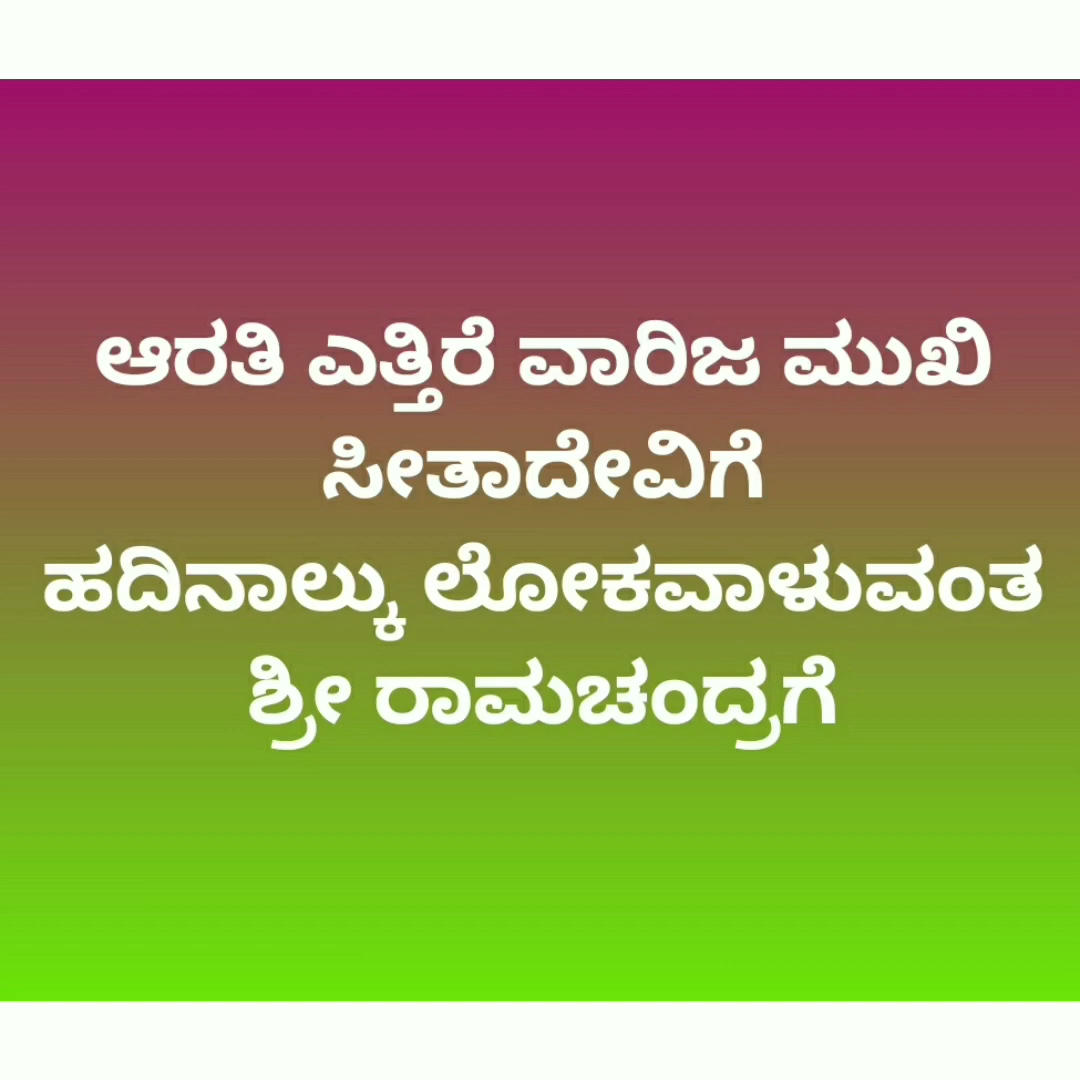 ಆರತಿ ಎತ್ತಿರೆ ವಾರಿಜ ಮುಖಿ
ಸೀತಾದೇವಿಗೆ
ಹದಿನಾಲ್ಕು ಲೋಕವಾಳುವಂತ
ಶ್ರೀ ರಾಮಚಂದ್ರಗೆ